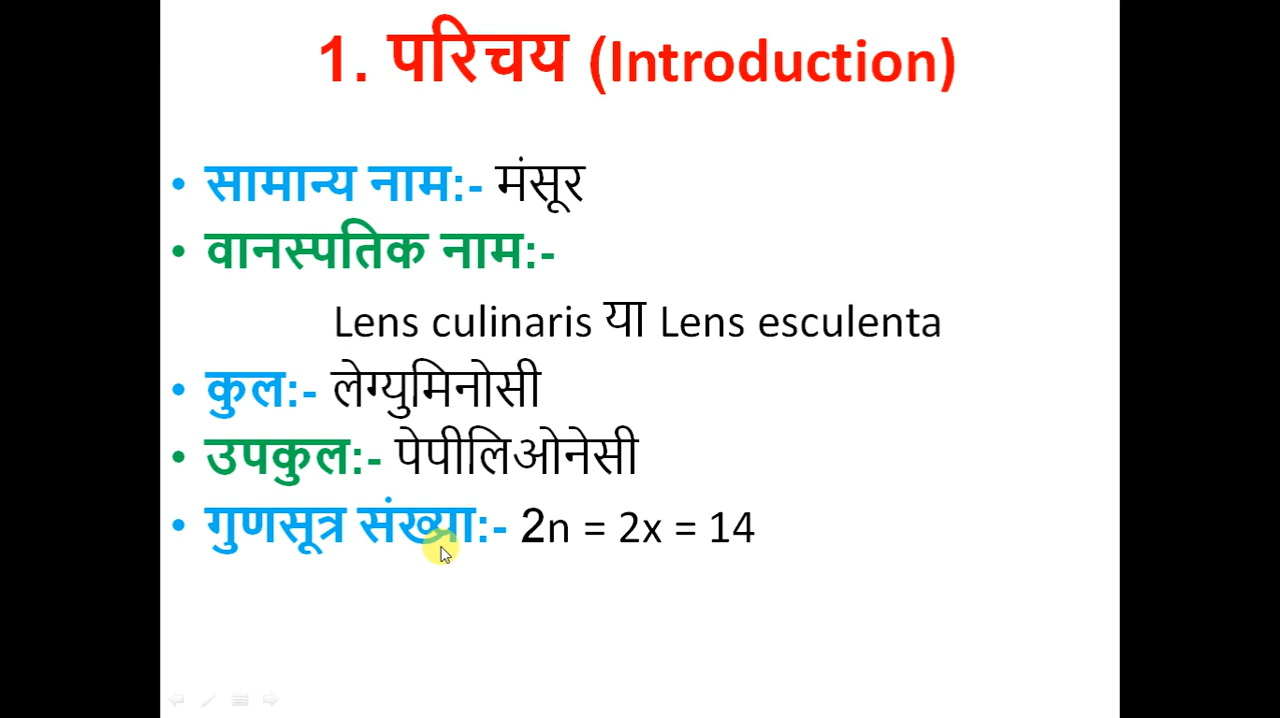 1. परिचय (Introduction)
• सामान्य नाम:- मंसूर
• वानस्पतिक नाम:-
Lens culinaris या Lens esculenta
• कुल:- लेग्युमिनोसी
• उपकुल:- पेपीलिओनेसी
• गुणसूत्र संख्या:- 2n = 2x = 14